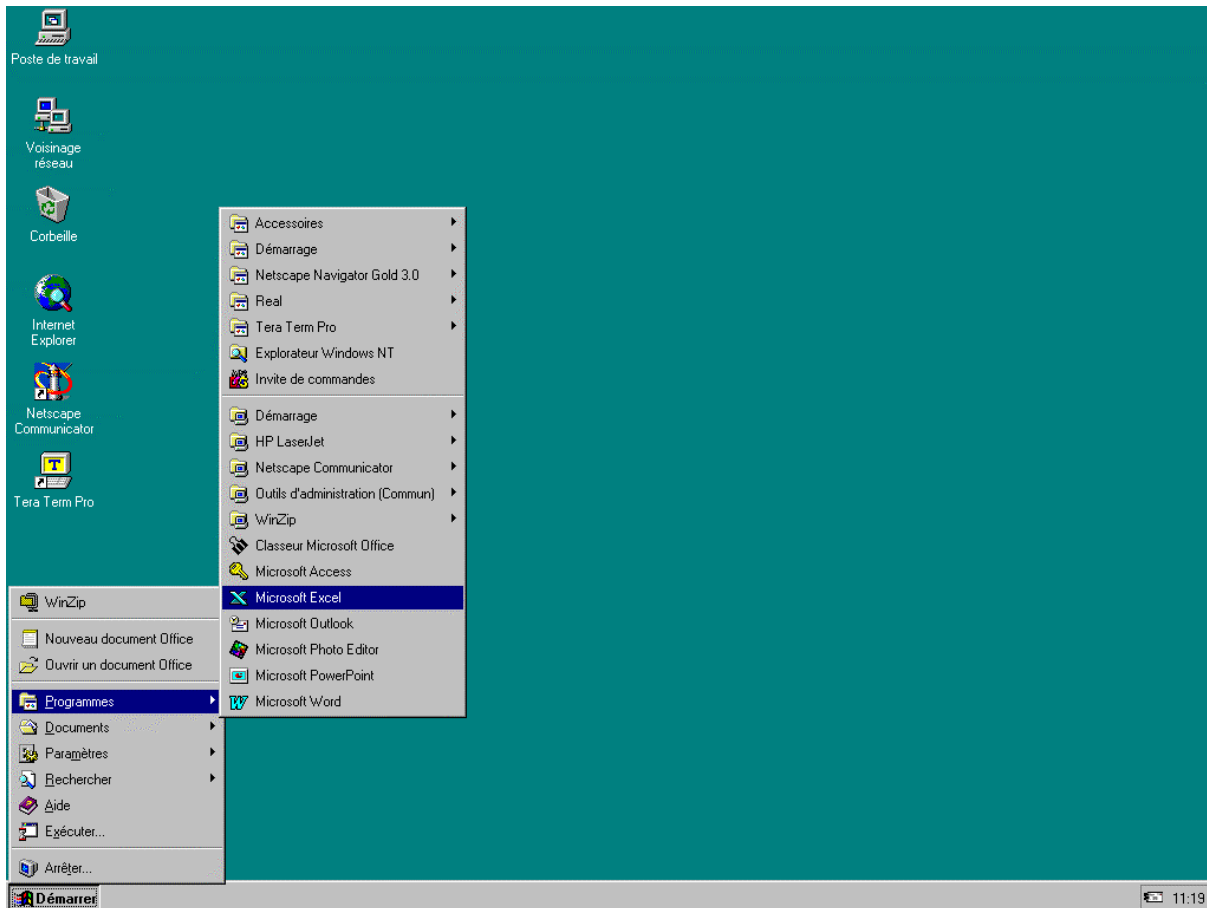 Poste de travail
Voisinage
réseau
Corbeille
Internet
Explorer
Netscape
Communicator
Tera Term Pro
Accessoires
Démarrage
Netscape Navigator Gold 3.0
Real
Tera Term Pro
Explorateur Windows NT
Invite de commandes
Démarrage
HP LaserJet
Netscape Communicator
Outils d'administration (Commun)
WinZip
Classeur Microsoft Office
Microsoft Access
Microsoft Excel
Microsoft Outlook
Microsoft Photo Editor
Microsoft PowerPoint
Microsoft Word
WinZip
Nouveau document Office
Ouvrir un document Office
Programmes
Documents
Paramètres
Rechercher
Aide
Exécuter...
Arrêter...
Démarrer
11:19